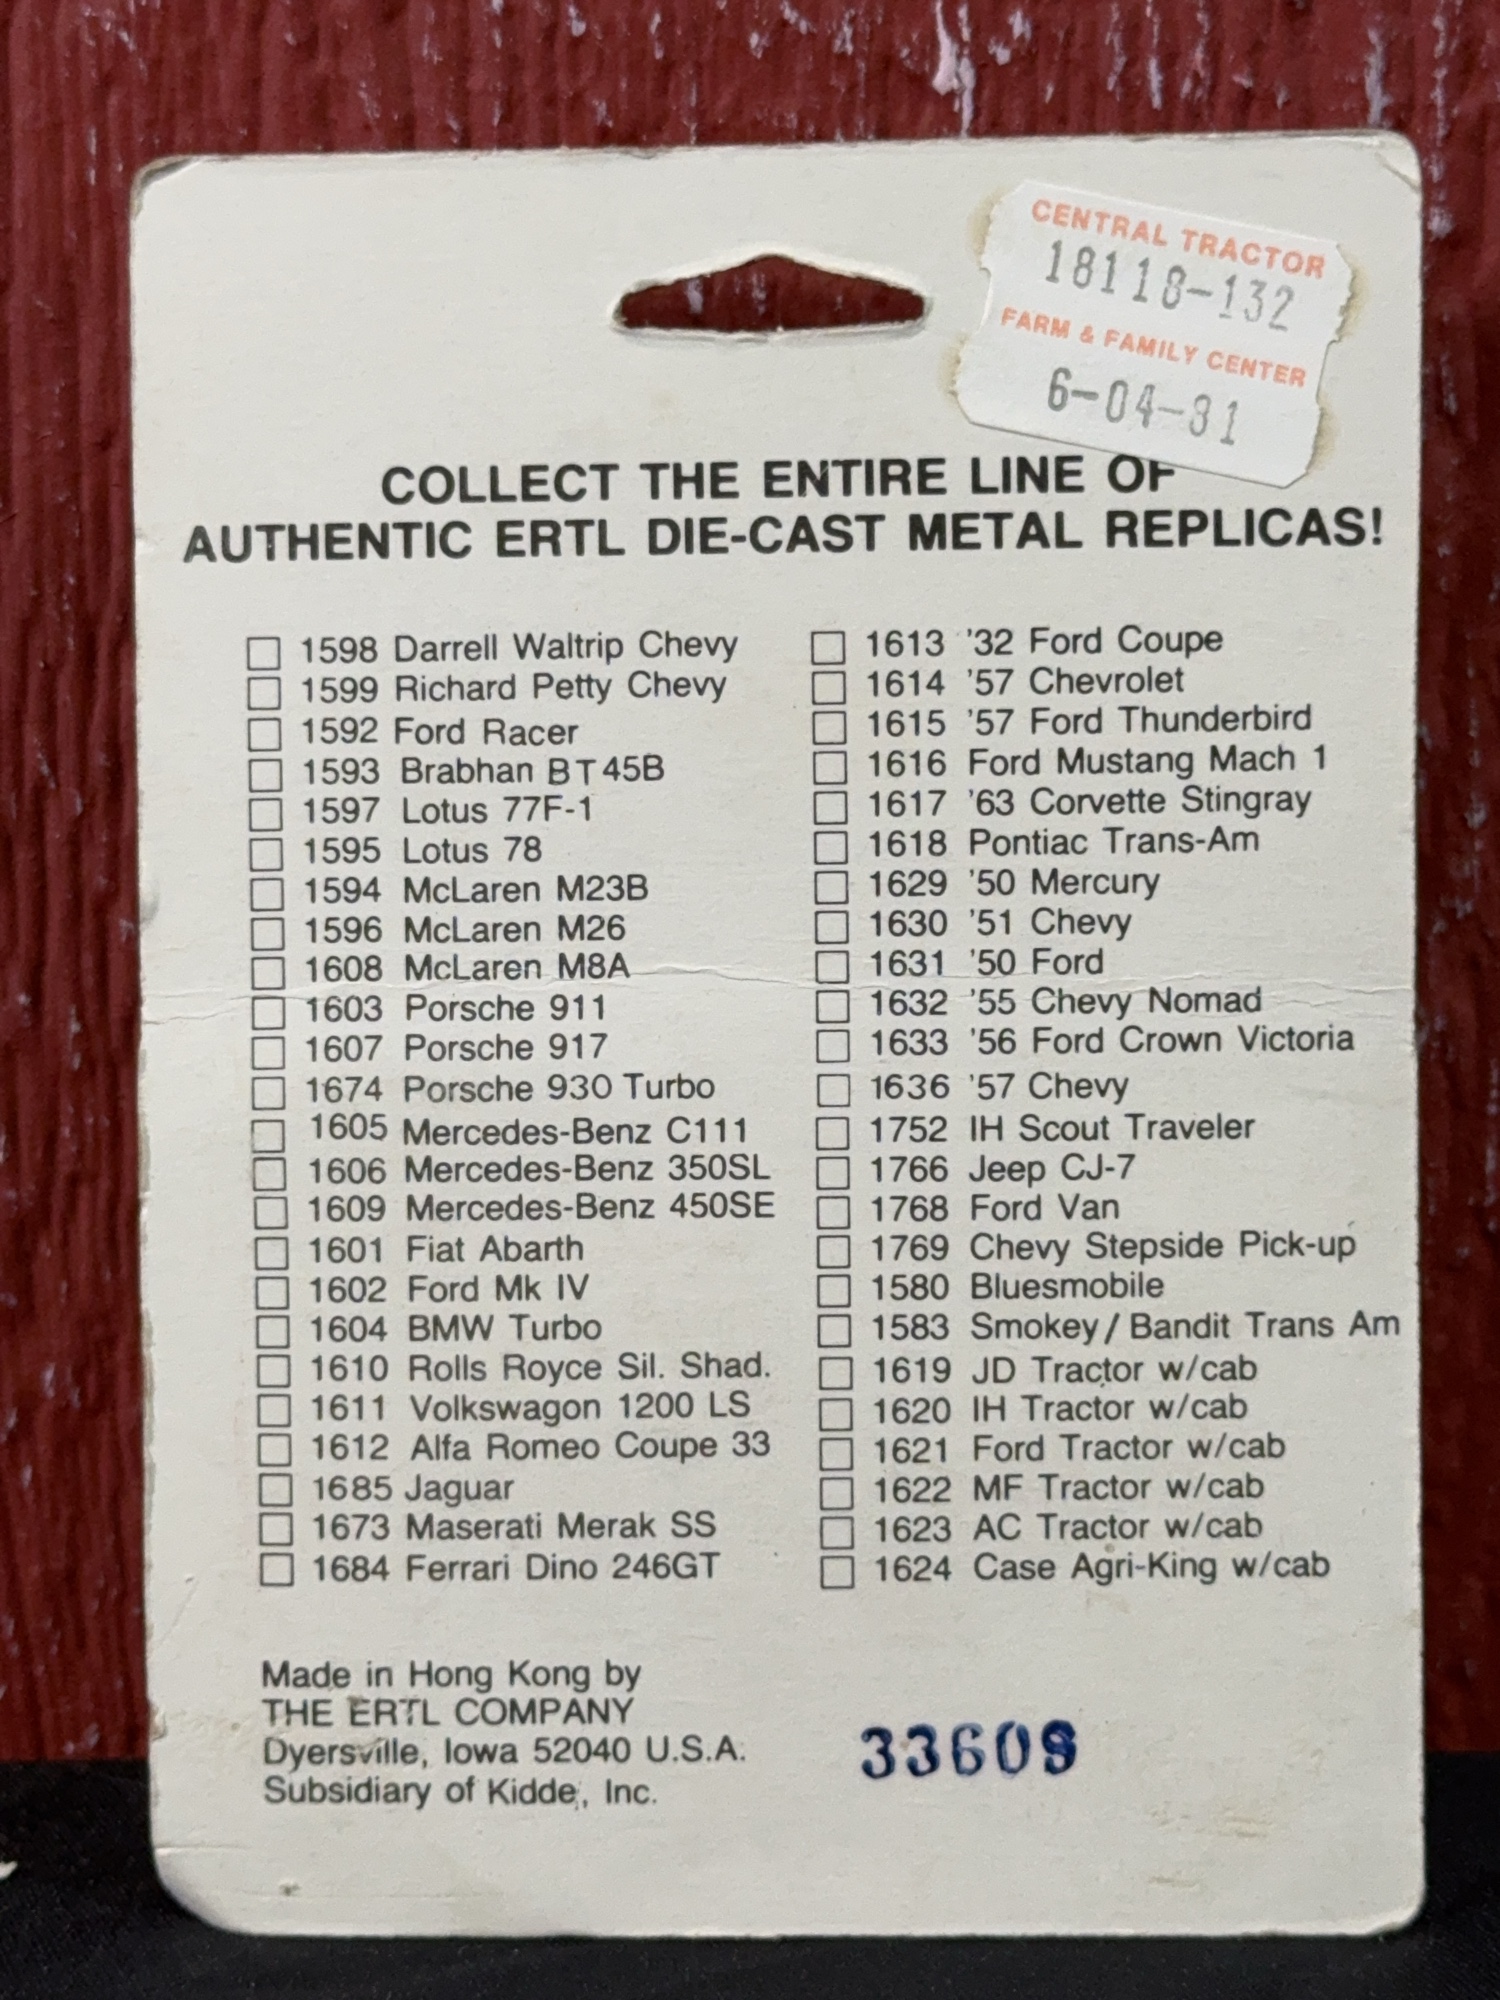 CENTRAL TRACTOR
18118-132
FARM & FAMILY CENTER
6-04-81
COLLECT THE ENTIRE LINE OF
AUTHENTIC ERTL DIE-CAST METAL REPLICAS!
1598 Darrell Waltrip Chevy
1599 Richard Petty Chevy
1592 Ford Racer
1593 Brabhan BT45B
1597 Lotus 77F-1
1595 Lotus 78
1594 McLaren M23B
1596 McLaren M26
1608 McLaren M8A
1603 Porsche 911
1607 Porsche 917
1674 Porsche 930 Turbo
1605 Mercedes-Benz C111
1606 Mercedes-Benz 350SL
1609 Mercedes-Benz 450SE
1601 Fiat Abarth
1602 Ford Mk IV
1604 BMW Turbo
1610 Rolls Royce Sil. Shad.
1611 Volkswagon 1200 LS
1612 Alfa Romeo Coupe 33
1685 Jaguar
1673 Maserati Merak SS
1684 Ferrari Dino 246GT
1613 '32 Ford Coupe
1614 '57 Chevrolet
1615 '57 Ford Thunderbird
1616 Ford Mustang Mach 1
1617 '63 Corvette Stingray
1618 Pontiac Trans-Am
1629 '50 Mercury
1630 '51 Chevy
1631 '50 Ford
1632 '55 Chevy Nomad
1633 '56 Ford Crown Victoria
1636 '57 Chevy
1752 IH Scout Traveler
1766 Jeep CJ-7
1768 Ford Van
1769 Chevy Stepside Pick-up
1580 Bluesmobile
1583 Smokey/Bandit Trans Am
1619 JD Tractor w/cab
1620 IH Tractor w/cab
1621 Ford Tractor w/cab
1622 MF Tractor w/cab
1623 AC Tractor w/cab
1624 Case Agri-King w/cab
Made in Hong Kong by
THE ERTL COMPANY
Dyersville, Iowa 52040 U.S.A.
Subsidiary of Kidde, Inc.
33609